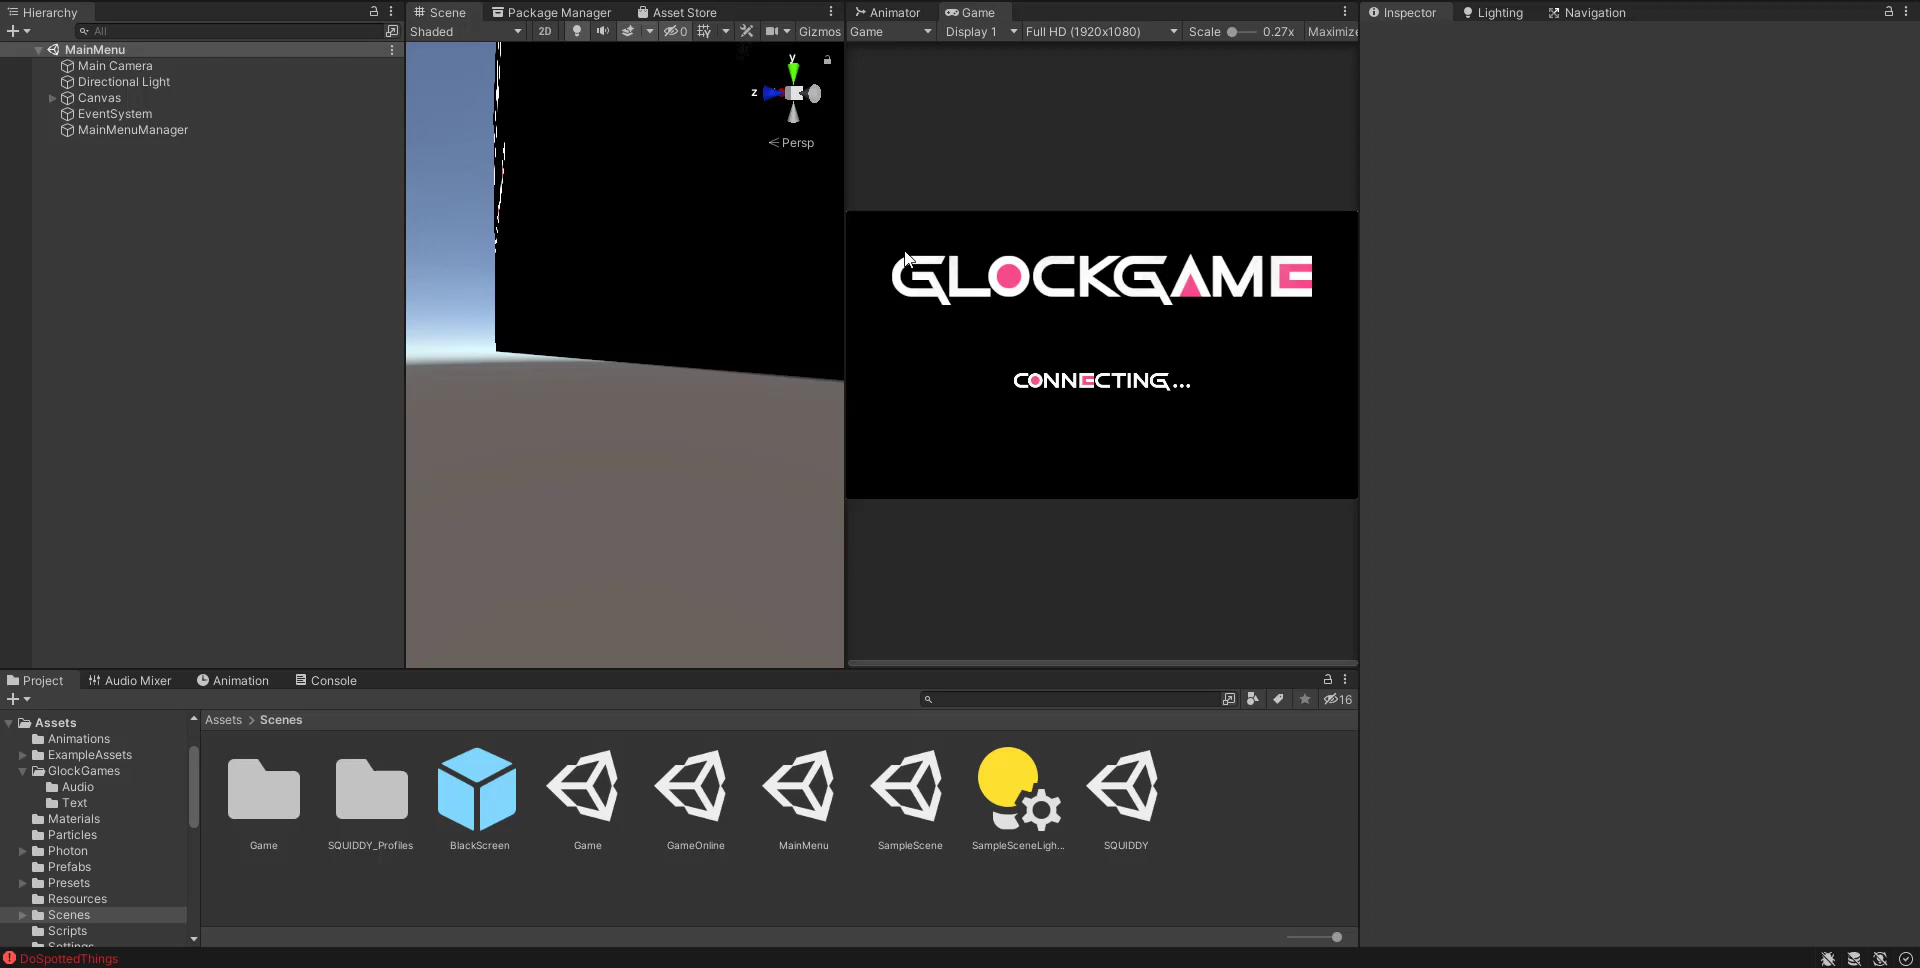 Hierarchy
Scene
Package Manager
Asset Store
Animator
Game
Inspector
Lighting
Navigation
All
Shaded
2D
0
Gizmos
Game
Display 1
Full HD (1920x1080)
Scale
0.27x
Maximize
MainMenu
Main Camera
Directional Light
Canvas
EventSystem
MainMenuManager
y
z
Persp
GLOCKGAME
CONNECTING...
Project
Audio Mixer
Animation
Console
16
Assets
Animations
ExampleAssets
GlockGames
Audio
Text
Materials
Particles
Photon
Prefabs
Presets
Resources
Scenes
Scripts
Settings
Assets > Scenes
Game
SQUIDDY_Profiles
BlackScreen
Game
GameOnline
MainMenu
SampleScene
SampleSceneLigh...
SQUIDDY
DoSpottedThings